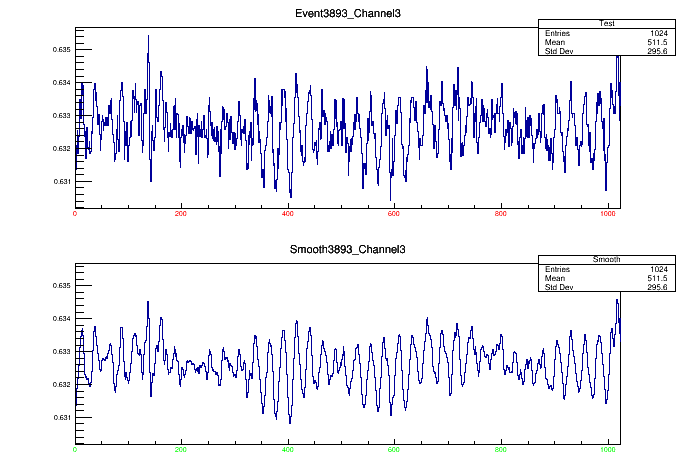 Event3893_Channel3
Test
Entries 1024
Mean 511.5
Std Dev 295.6
0.635
0.634
0.633
0.632
0.631
0 200 400 600 800 1000
Smooth3893_Channel3
Smooth
Entries 1024
Mean 511.5
Std Dev 295.6
0.635
0.634
0.633
0.632
0.631
0 200 400 600 800 1000